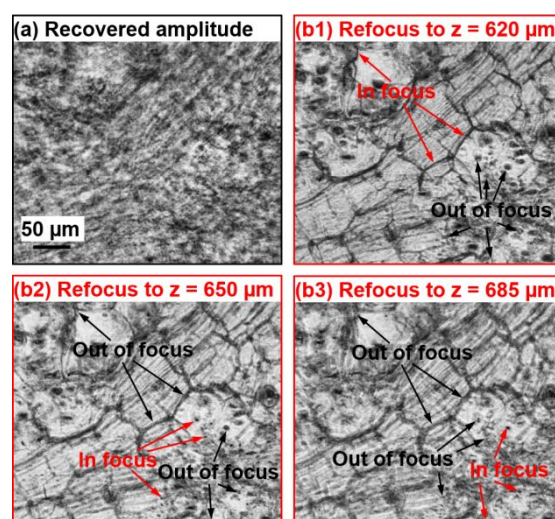 (a) Recovered amplitude
50 µm
(b1) Refocus to z = 620 µm
In focus
Out of focus
(b2) Refocus to z = 650 µm
Out of focus
In focus
Out of focus
(b3) Refocus to z = 685 µm
Out of focus
Out of focus
In focus